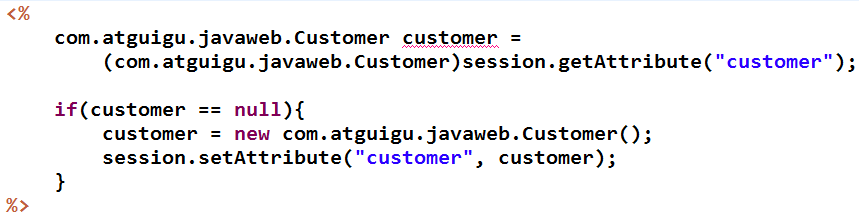 <%
com.atguigu.javaweb.Customer customer =
(com.atguigu.javaweb.Customer)session.getAttribute("customer");
if(customer == null){
customer = new com.atguigu.javaweb.Customer();
session.setAttribute("customer", customer);
}
%>